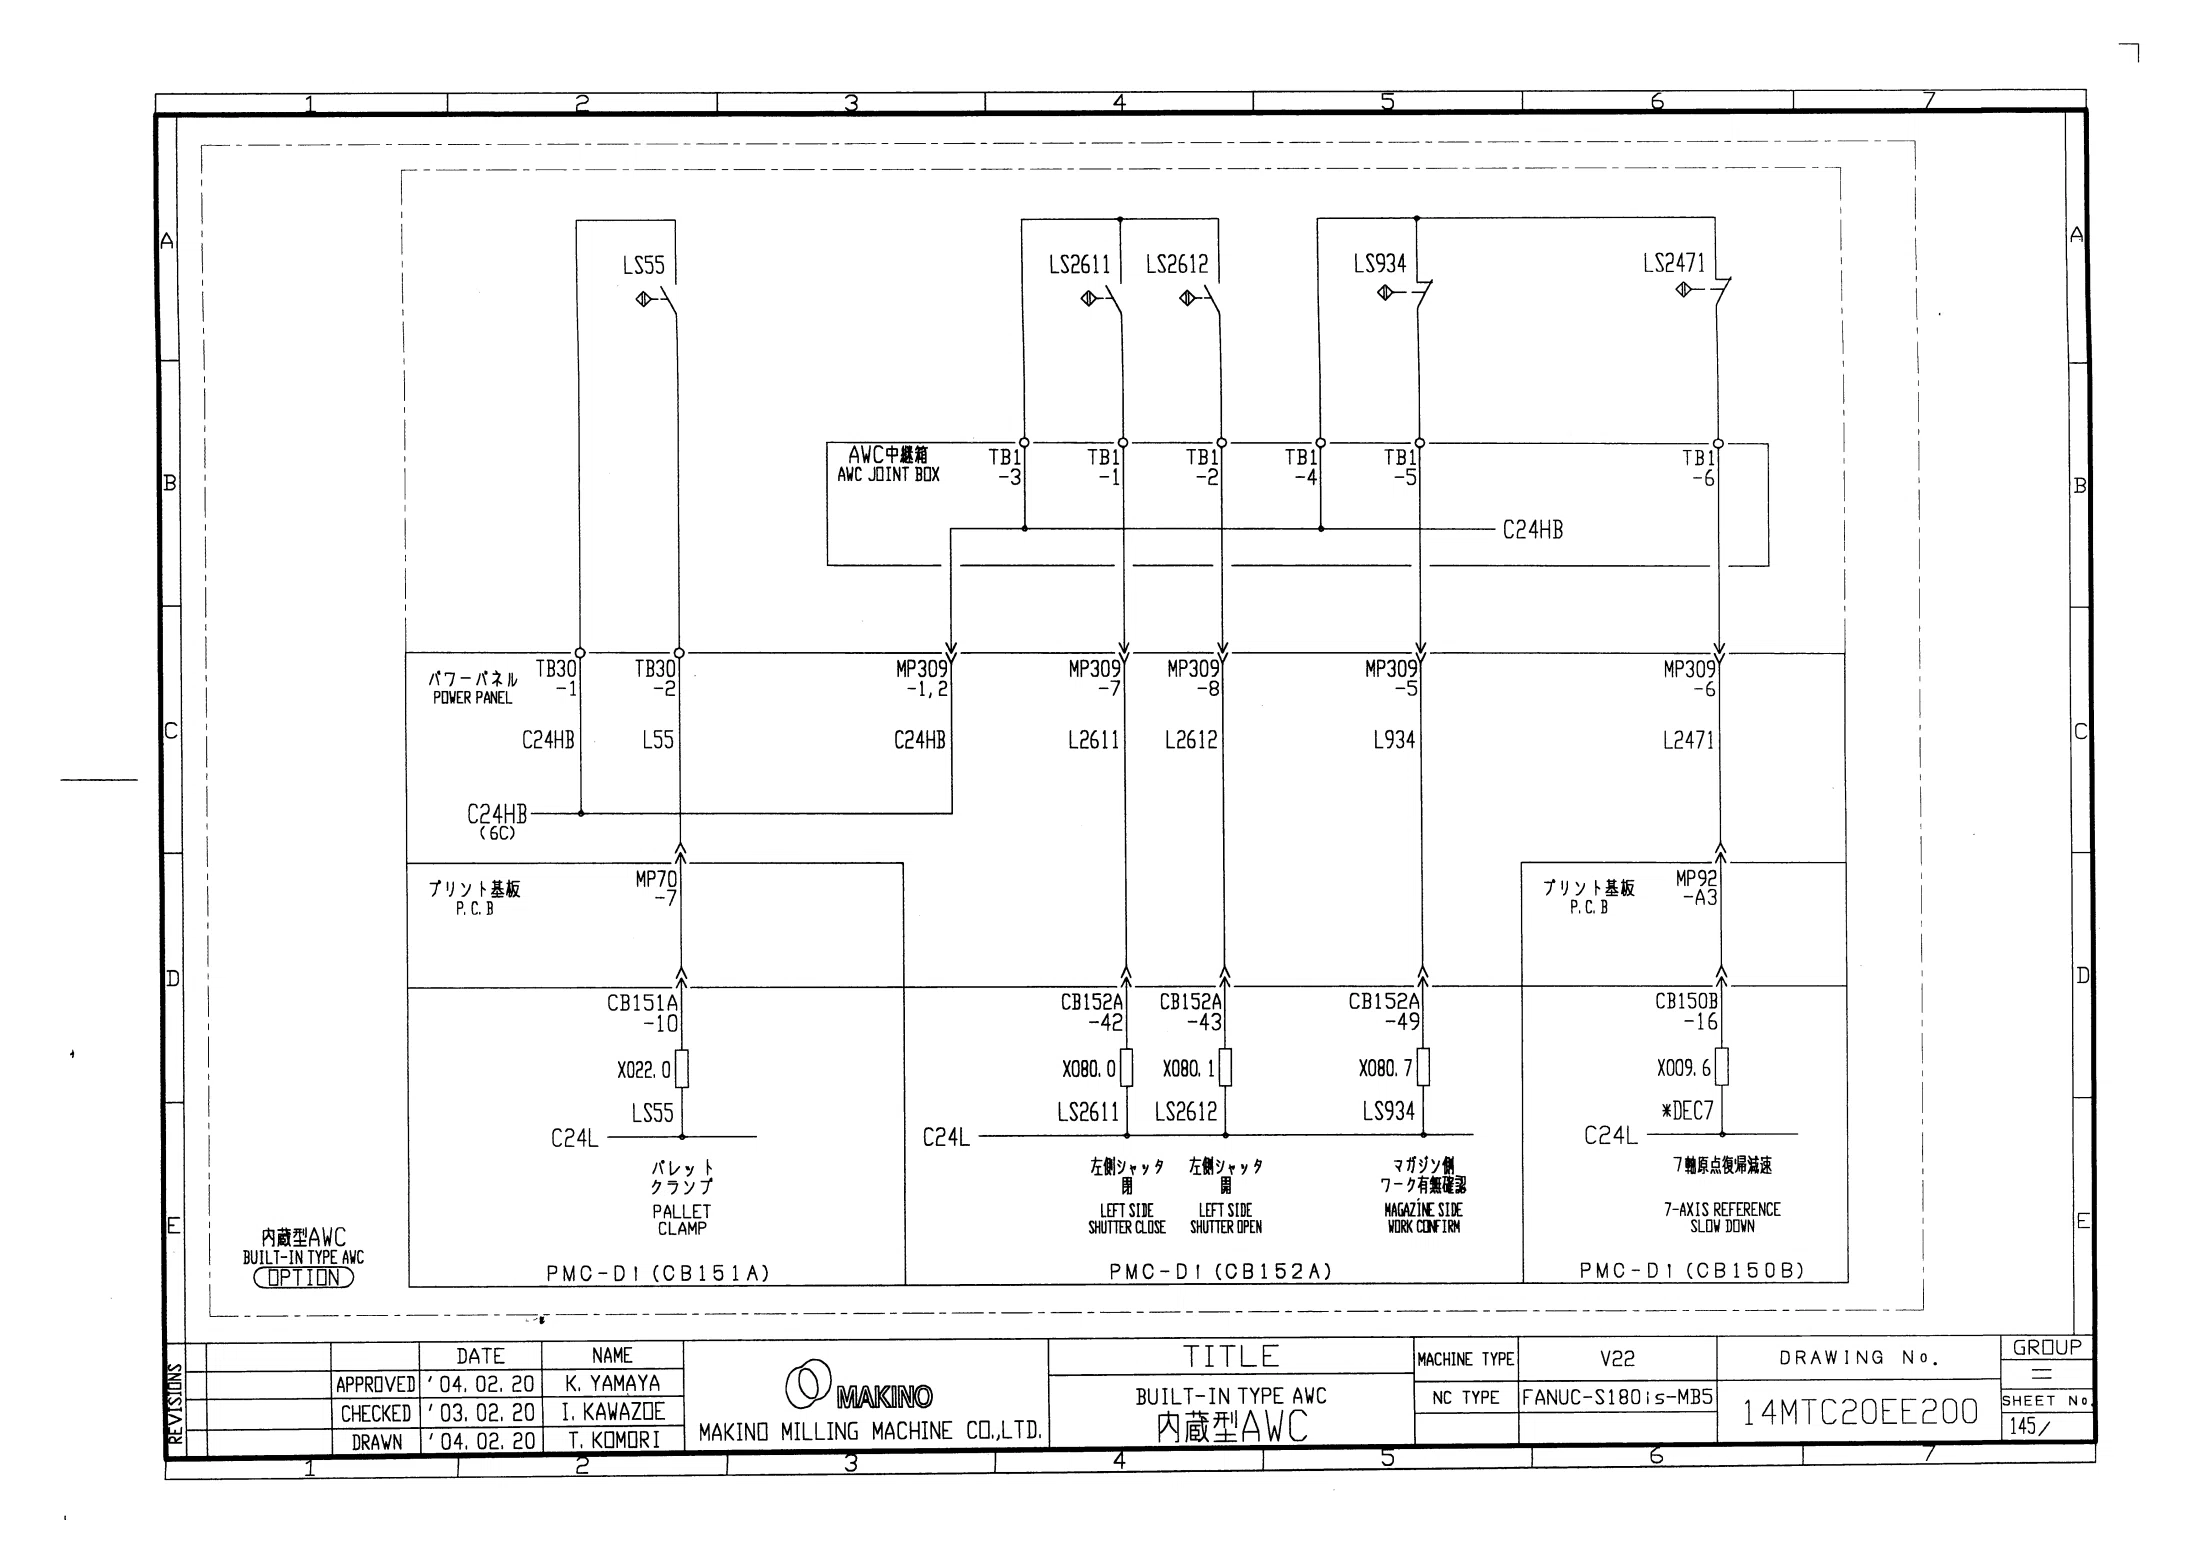 1 2 3 4 5 6 7
A A
LS55 LS2611 LS2612 LS934 LS2471
B B
AWC中継箱
AWC JOINT BOX
TB1 TB1 TB1 TB1 TB1 TB1
-3 -1 -2 -4 -5 -6
C24HB
パワーパネル
POWER PANEL
TB30 TB30 MP309 MP309 MP309 MP309 MP309
-1 -2 -1,2 -7 -8 -5 -6
C C
C24HB L55 C24HB L2611 L2612 L934 L2471
C24HB
(6C)
プリント基板
P.C.B
MP70
-7
プリント基板
P.C.B
MP92
-A3
D D
CB151A CB152A CB152A CB152A CB150B
-10 -42 -43 -49 -16
X022.0 X080.0 X080.1 X080.7 X009.6
LS55 LS2611 LS2612 LS934 *DEC7
C24L C24L C24L
パレット
クランプ
PALLET
CLAMP
左側シャッタ
閉
LEFT SIDE
SHUTTER CLOSE
左側シャッタ
開
LEFT SIDE
SHUTTER OPEN
マガジン側
ワーク有無確認
MAGAZINE SIDE
WORK CONFIRM
7軸原点復帰減速
7-AXIS REFERENCE
SLOW DOWN
E E
内蔵型AWC
BUILT-IN TYPE AWC
OPTION
PMC-DI(CB151A) PMC-DI(CB152A) PMC-DI(CB150B)
REVISIONS
DATE NAME
APPROVED '04.02.20 K. YAMAYA
CHECKED '03.02.20 I. KAWAZOE
DRAWN '04.02.20 T. KOMORI
MAKINO
MAKINO MILLING MACHINE CO.,LTD.
TITLE
BUILT-IN TYPE AWC
内蔵型AWC
MACHINE TYPE V22
NC TYPE FANUC-S180is-MB5
DRAWING No.
14MTC20EE200
GROUP
=
SHEET No.
145/
1 2 3 4 5 6 7